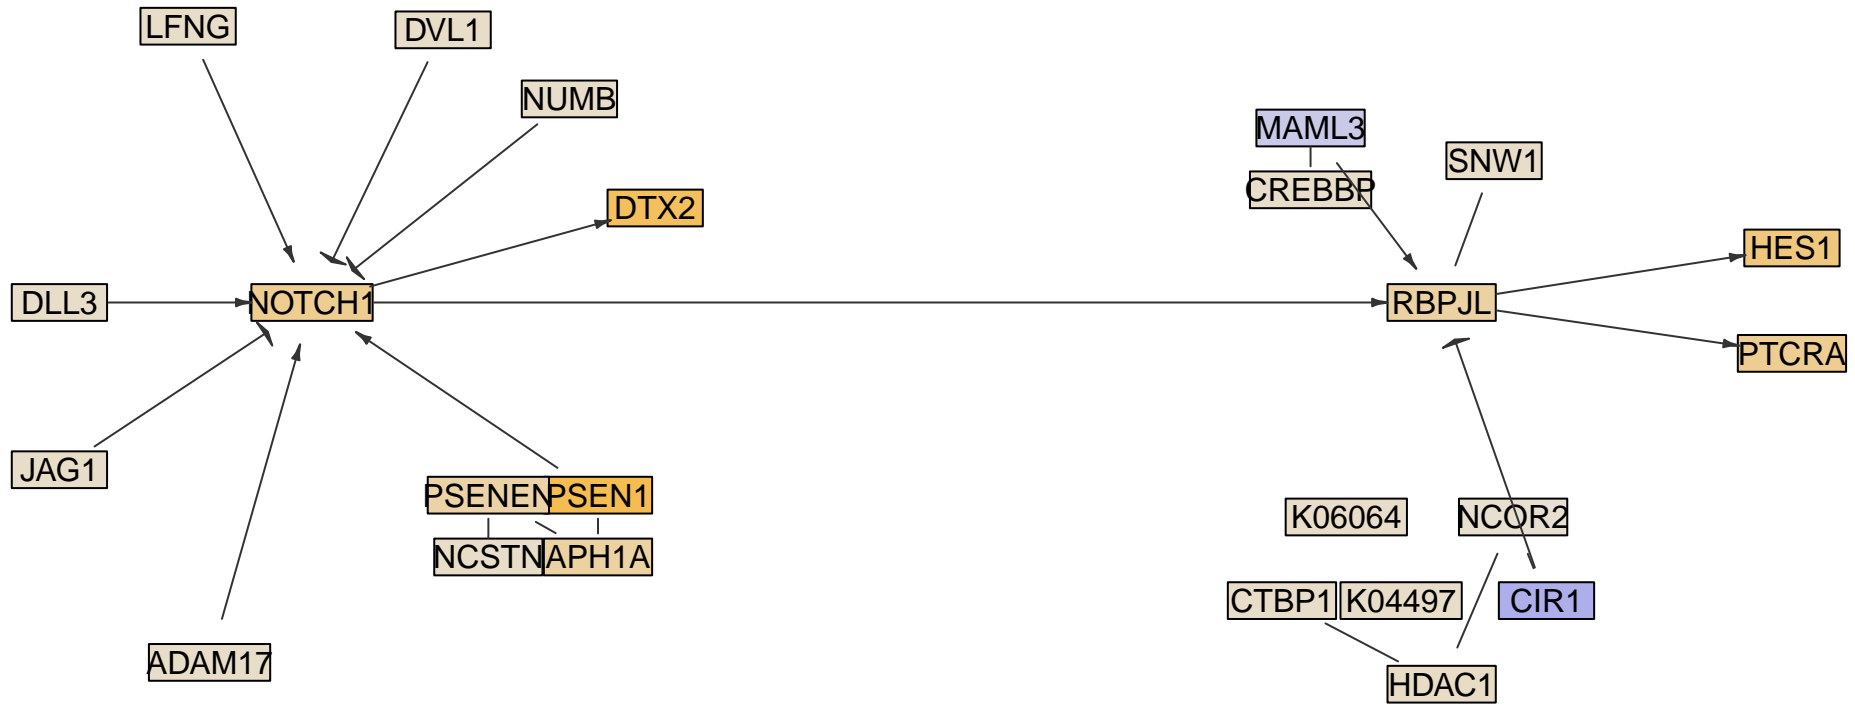 LFNG
DVL1
NUMB
MAML3
SNW1
CREBBP
DTX2
HES1
DLL3
NOTCH1
RBPJL
PTCRA
JAG1
PSENEN
PSEN1
K06064
NCOR2
NCSTN
APH1A
CTBP1
K04497
CIR1
ADAM17
HDAC1